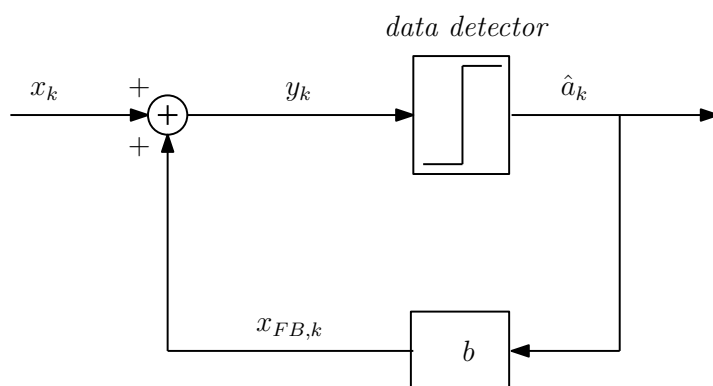 data detector
+
x_k
y_k
â_k
+
+
x_{FB,k}
b